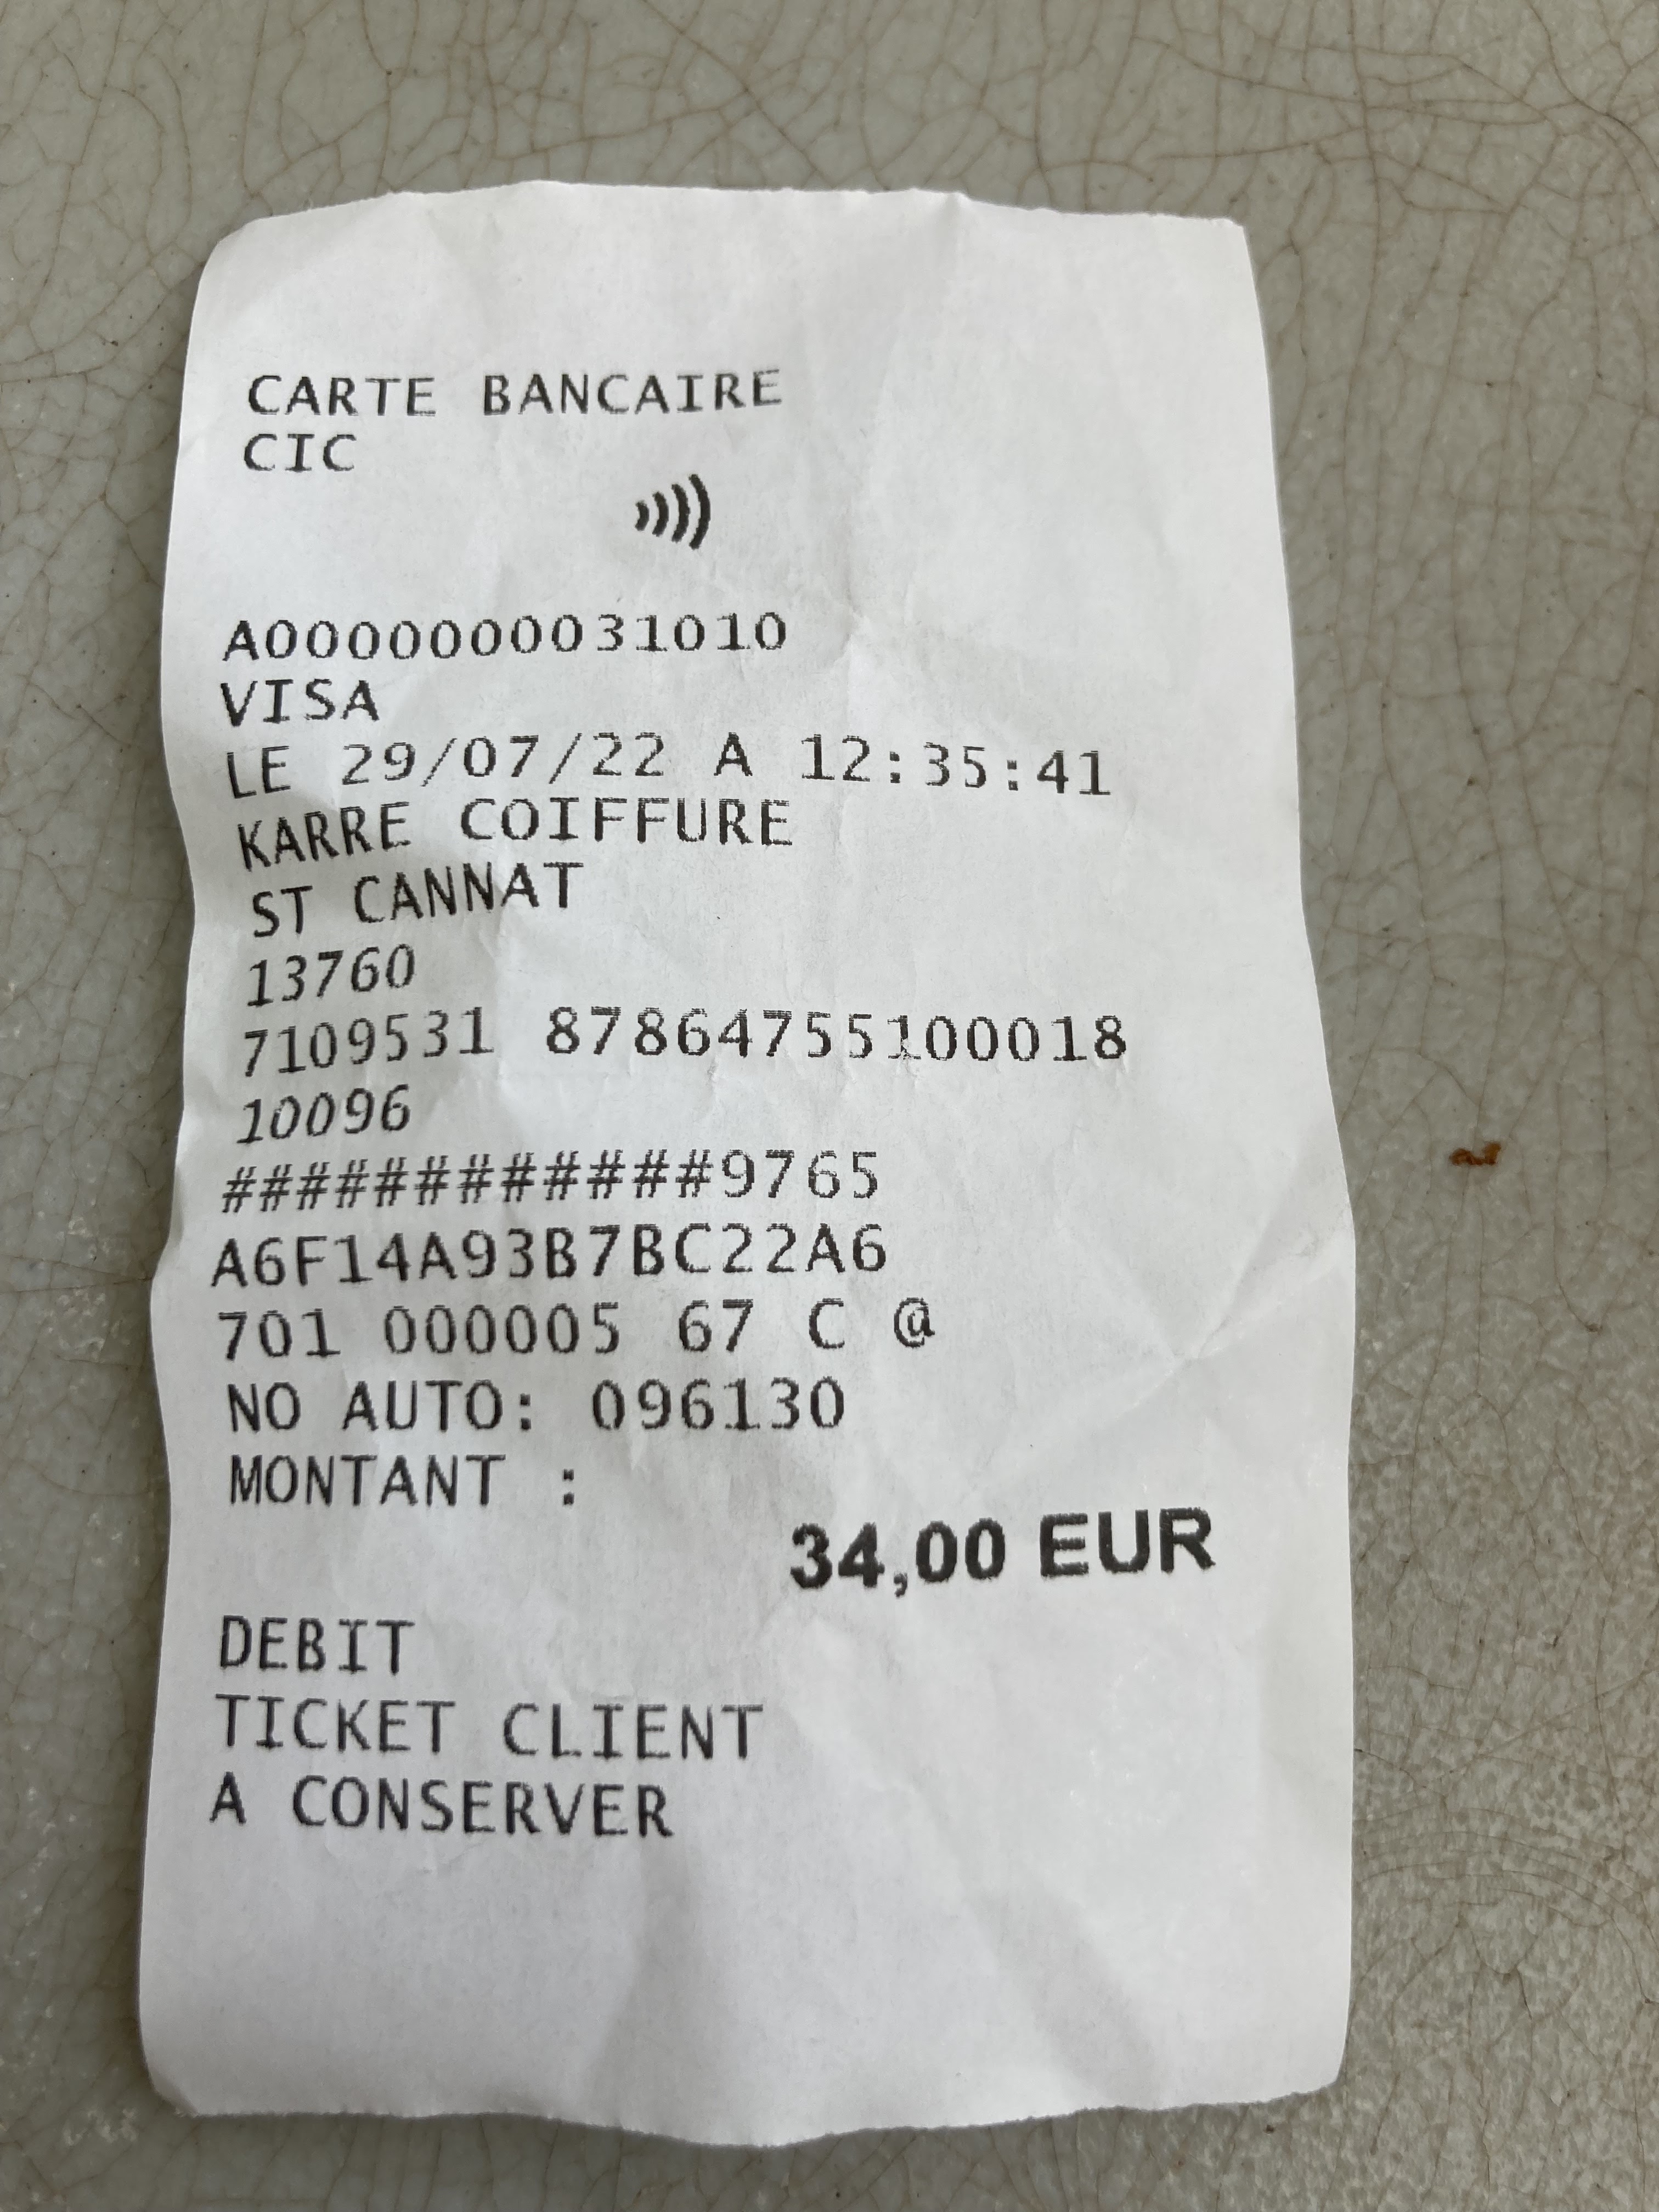 CARTE BANCAIRE
CIC
A0000000031010
VISA
LE 29/07/22 A 12:35:41
KARRE COIFFURE
ST CANNAT
13760
7109531 87864755100018
10096
############9765
A6F14A93B7BC22A6
701 000005 67 C @
NO AUTO: 096130
MONTANT :
34,00 EUR
DEBIT
TICKET CLIENT
A CONSERVER